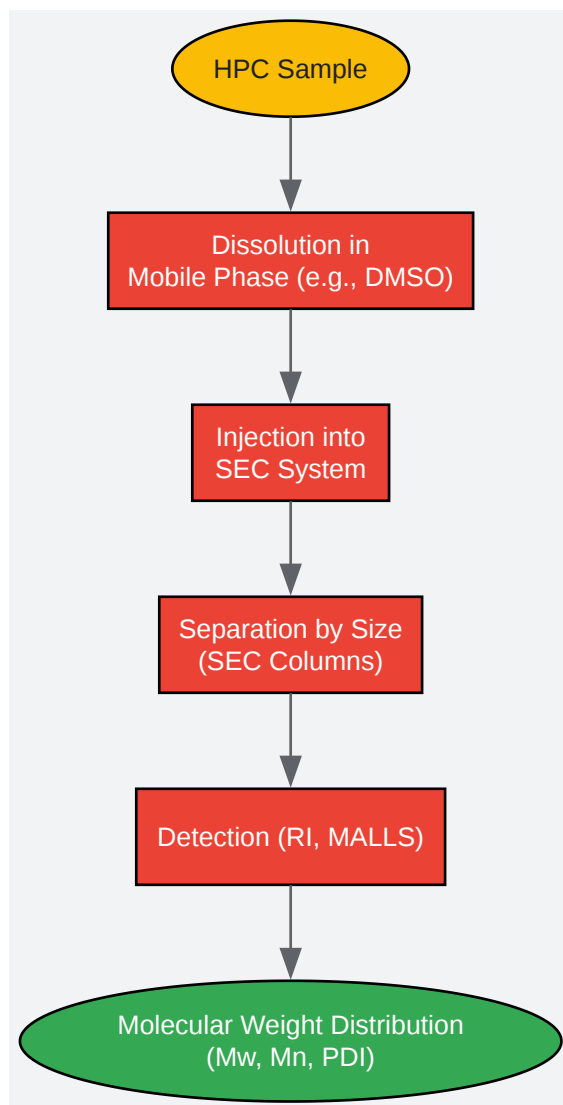 HPC Sample
Dissolution in
Mobile Phase (e.g., DMSO)
Injection into
SEC System
Separation by Size
(SEC Columns)
Detection (RI, MALLS)
Molecular Weight Distribution
(Mw, Mn, PDI)